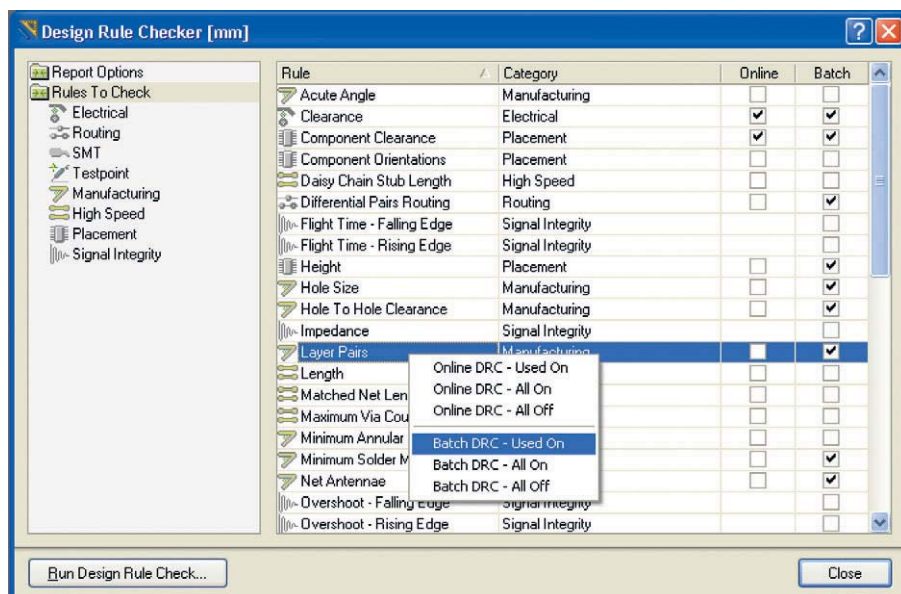 Design Rule Checker [mm]
Report Options
Rules To Check
Electrical
Routing
SMT
Testpoint
Manufacturing
High Speed
Placement
Signal Integrity
Rule Category Online Batch
Acute Angle Manufacturing
Clearance Electrical
Component Clearance Placement
Component Orientations Placement
Daisy Chain Stub Length High Speed
Differential Pairs Routing Routing
Flight Time - Falling Edge Signal Integrity
Flight Time - Rising Edge Signal Integrity
Height Placement
Hole Size Manufacturing
Hole To Hole Clearance Manufacturing
Impedance Signal Integrity
Layer Pairs Manufacturing
Length
Matched Net Len
Maximum Via Cou
Minimum Annular
Minimum Solder M
Net Antennae
Overshoot - Falling Edge Signal Integrity
Overshoot - Rising Edge Signal Integrity
Online DRC - Used On
Online DRC - All On
Online DRC - All Off
Batch DRC - Used On
Batch DRC - All On
Batch DRC - All Off
Run Design Rule Check... Close